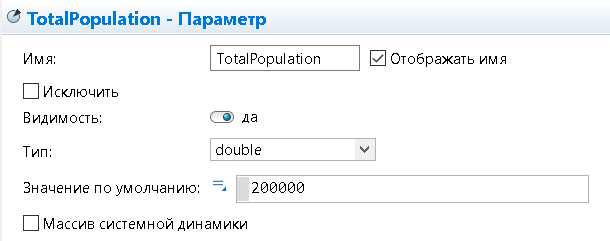 TotalPopulation - Параметр
Имя: TotalPopulation Отображать имя
Исключить
Видимость: да
Тип: double
Значение по умолчанию: 200000
Массив системной динамики